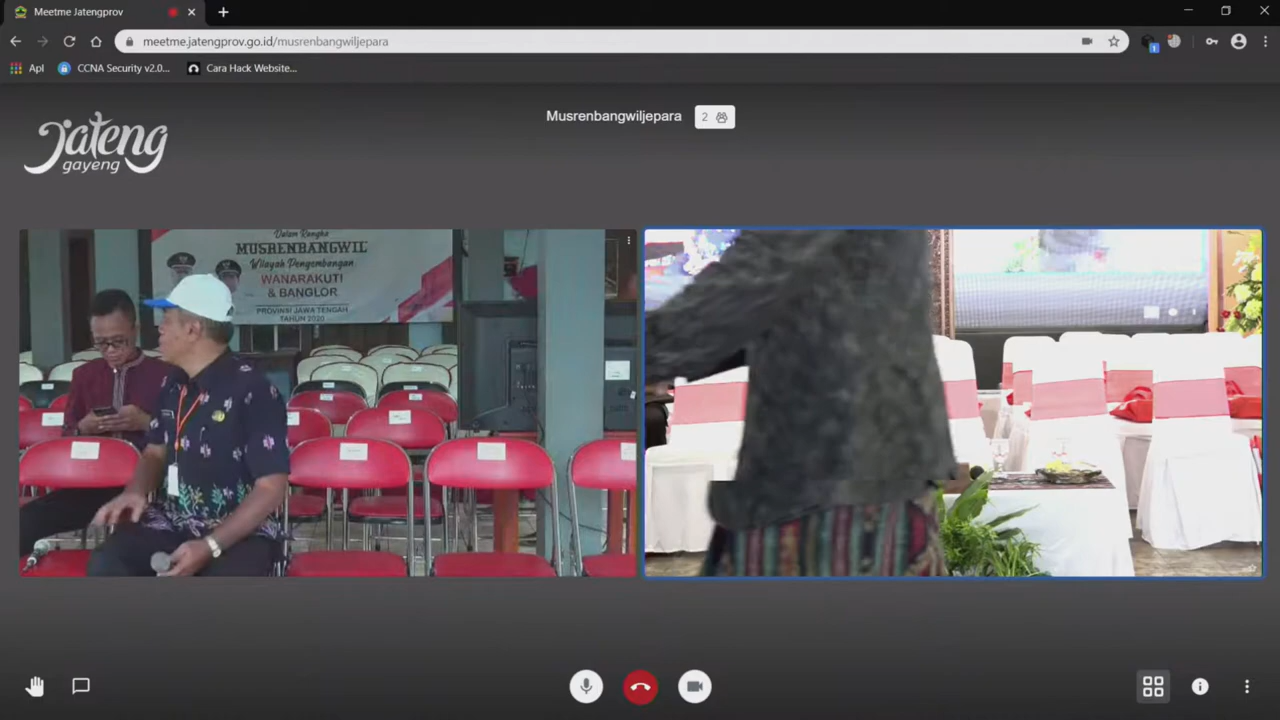 Meetme Jatengprov
meetme.jatengprov.go.id/musrenbangwiljepara
1
Apl
CCNA Security v2.0...
Cara Hack Website...
Jateng
gayeng
Musrenbangwiljepara
2
Dalam Rangka
MUSRENBANGWIL
Wilayah Pengembangan
WANARAKUTI
& BANGLOR
PROVINSI JAWA TENGAH
TAHUN 2020